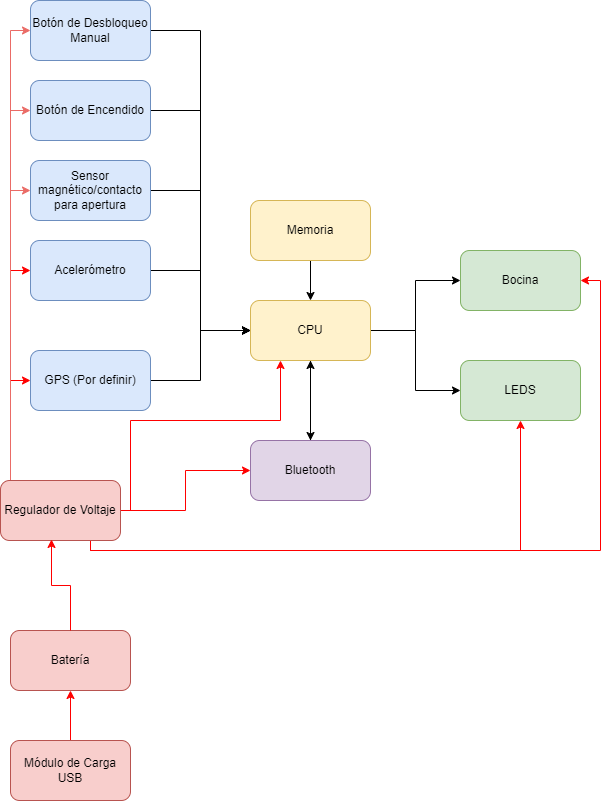 Botón de Desbloqueo
Manual
Botón de Encendido
Sensor
magnético/contacto
para apertura
Memoria
Acelerómetro
Bocina
CPU
GPS (Por definir)
LEDS
Bluetooth
Regulador de Voltaje
Batería
Módulo de Carga
USB